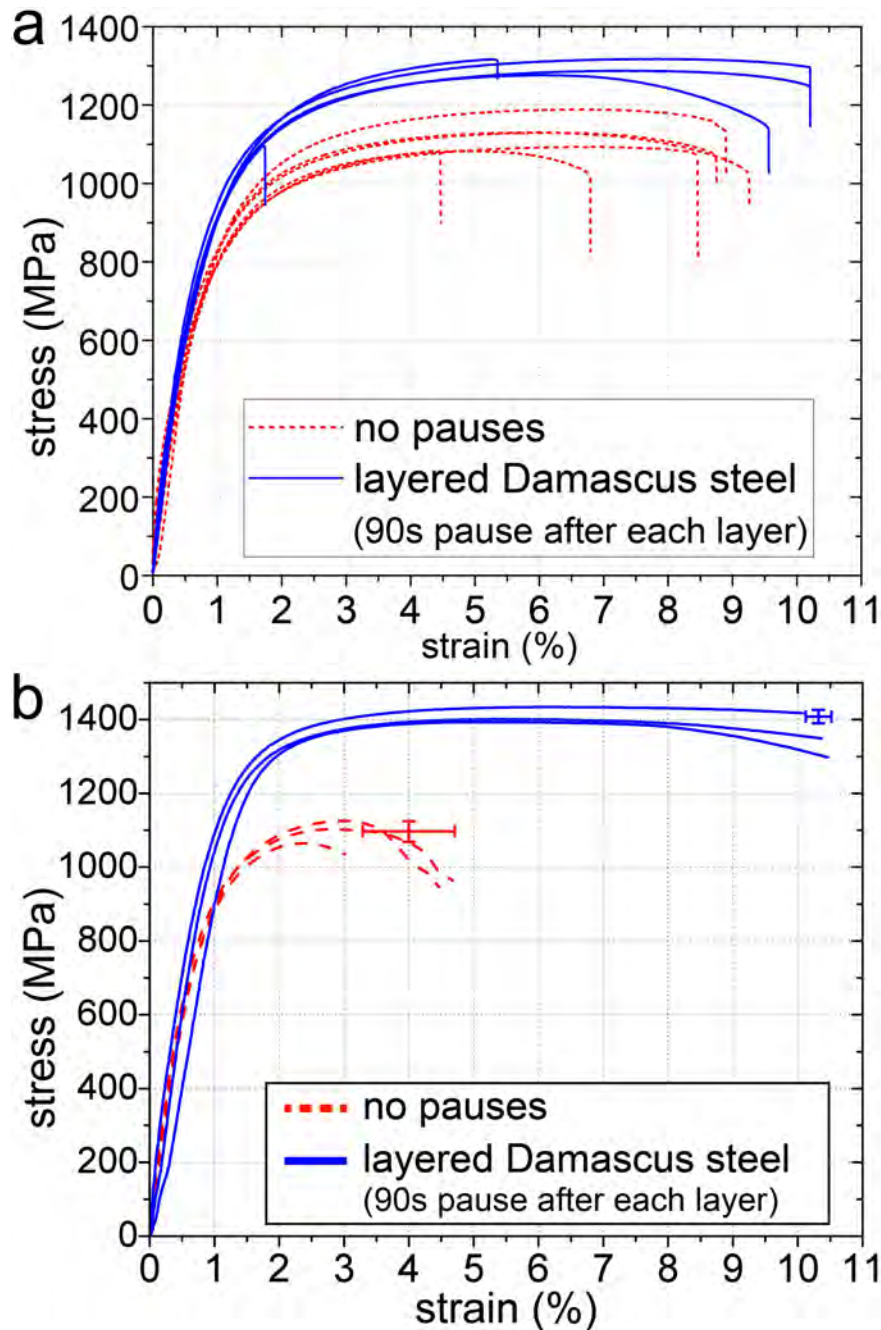 a
1400
1200
1000
800
600
400
200
0
stress (MPa)
no pauses
layered Damascus steel
(90s pause after each layer)
0 1 2 3 4 5 6 7 8 9 10 11
strain (%)
b
1400
1200
1000
800
600
400
200
0
stress (MPa)
no pauses
layered Damascus steel
(90s pause after each layer)
0 1 2 3 4 5 6 7 8 9 10 11
strain (%)